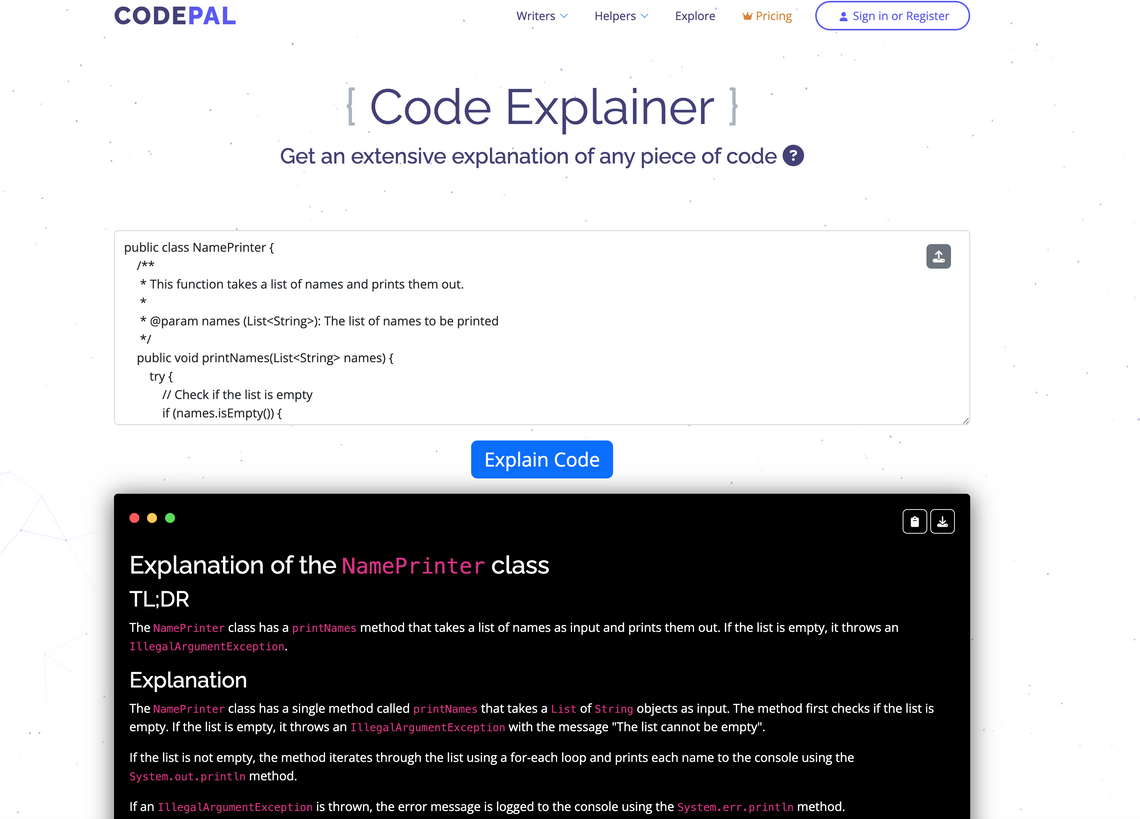 CODEPAL
Writers
Helpers
Explore
Pricing
Sign in or Register
{ Code Explainer }
Get an extensive explanation of any piece of code ?
public class NamePrinter {
/**
* This function takes a list of names and prints them out.
*
* @param names (List<String>): The list of names to be printed
*/
public void printNames(List<String> names) {
try {
// Check if the list is empty
if (names.isEmpty()) {
Explain Code
Explanation of the NamePrinter class
TL;DR
The NamePrinter class has a printNames method that takes a list of names as input and prints them out. If the list is empty, it throws an
IllegalArgumentException.
Explanation
The NamePrinter class has a single method called printNames that takes a List of String objects as input. The method first checks if the list is
empty. If the list is empty, it throws an IllegalArgumentException with the message "The list cannot be empty".
If the list is not empty, the method iterates through the list using a for-each loop and prints each name to the console using the
System.out.println method.
If an IllegalArgumentException is thrown, the error message is logged to the console using the System.err.println method.